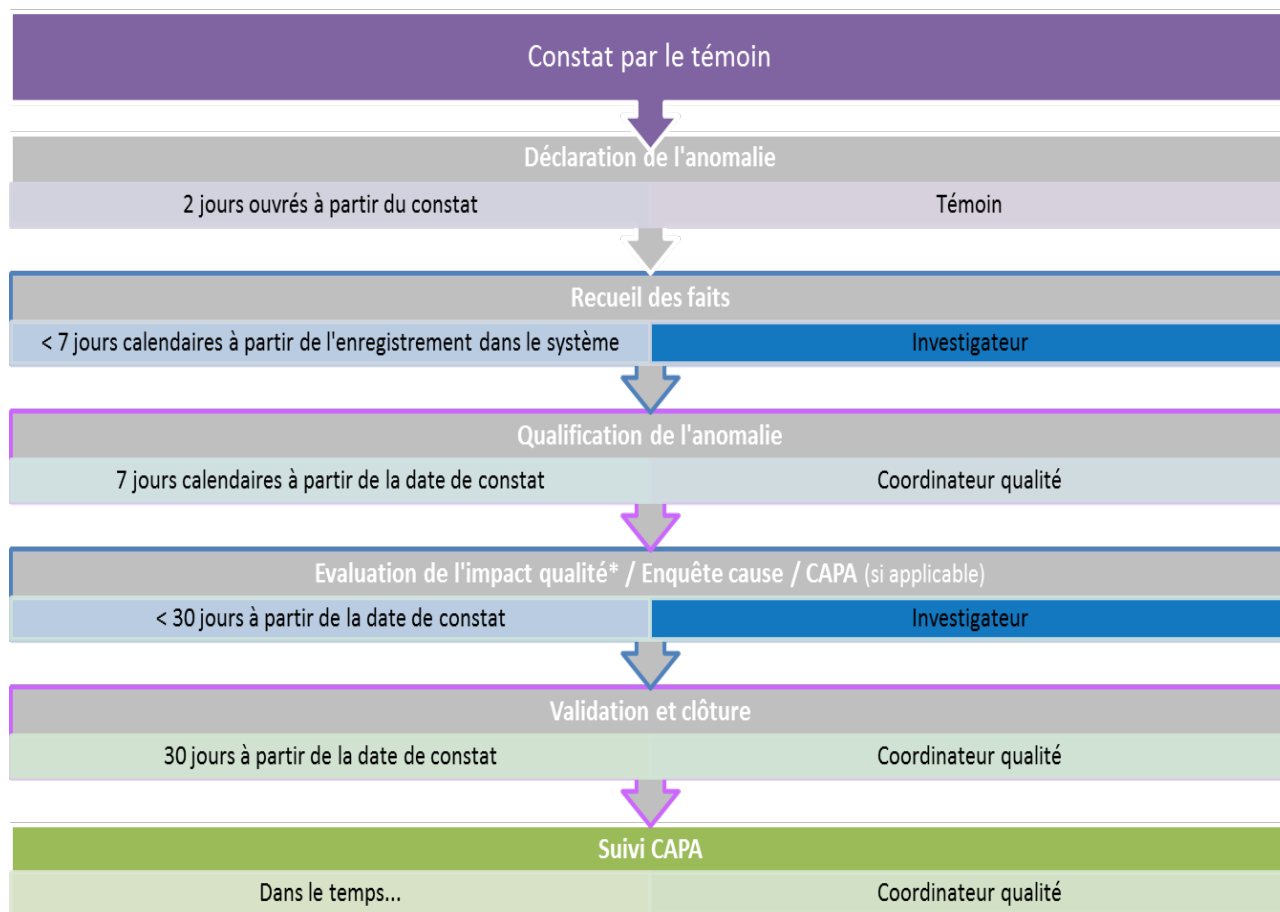 Constat par le témoin
Déclaration de l'anomalie
2 jours ouvrés à partir du constat
Témoin
Recueil des faits
< 7 jours calendaires à partir de l'enregistrement dans le système
Investigateur
Qualification de l'anomalie
7 jours calendaires à partir de la date de constat
Coordinateur qualité
Evaluation de l'impact qualité* / Enquête cause / CAPA (si applicable)
< 30 jours à partir de la date de constat
Investigateur
Validation et clôture
30 jours à partir de la date de constat
Coordinateur qualité
Suivi CAPA
Dans le temps...
Coordinateur qualité